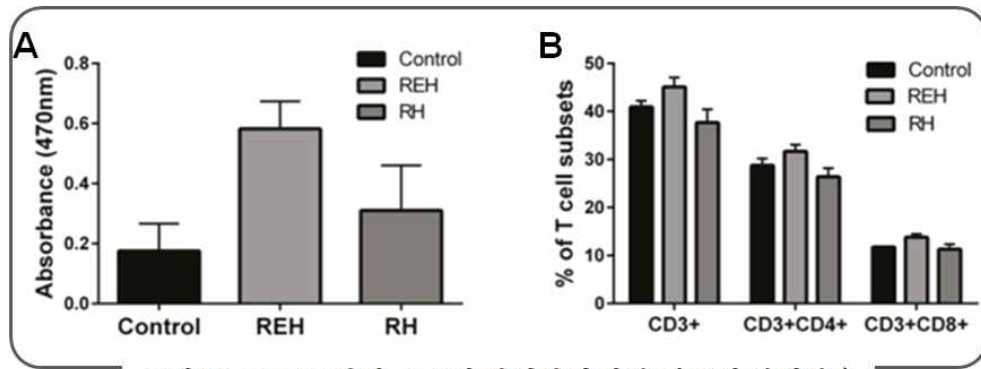 A
Absorbance (470nm)
0.8
0.6
0.4
0.2
0.0
Control
REH
RH
Control
REH
RH
B
% of T cell subsets
50
40
30
20
10
0
Control
REH
RH
CD3+
CD3+CD4+
CD3+CD8+